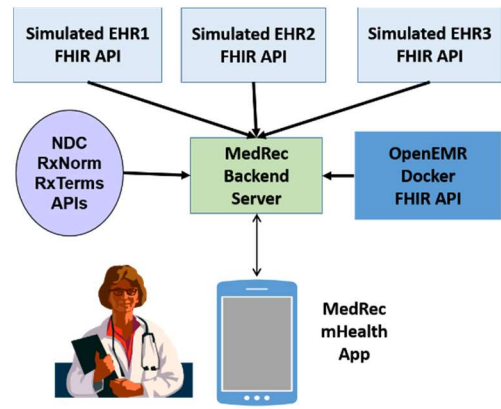 Simulated EHR1
FHIR API
Simulated EHR2
FHIR API
Simulated EHR3
FHIR API
NDC
RxNorm
RxTerms
APIs
MedRec
Backend
Server
OpenEMR
Docker
FHIR API
MedRec
mHealth
App